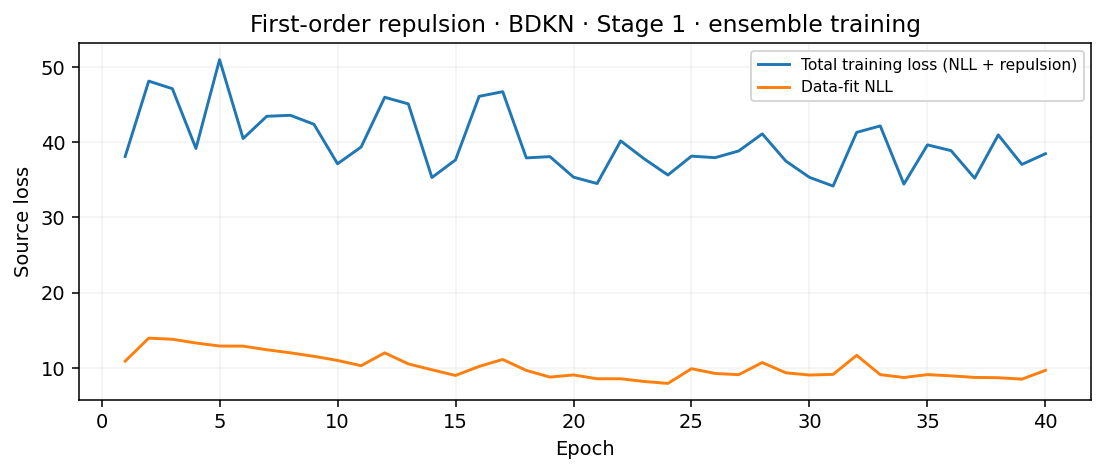 First-order repulsion · BDKN · Stage 1 · ensemble training
Total training loss (NLL + repulsion)
Data-fit NLL
Source loss
50
40
30
20
10
0 5 10 15 20 25 30 35 40
Epoch